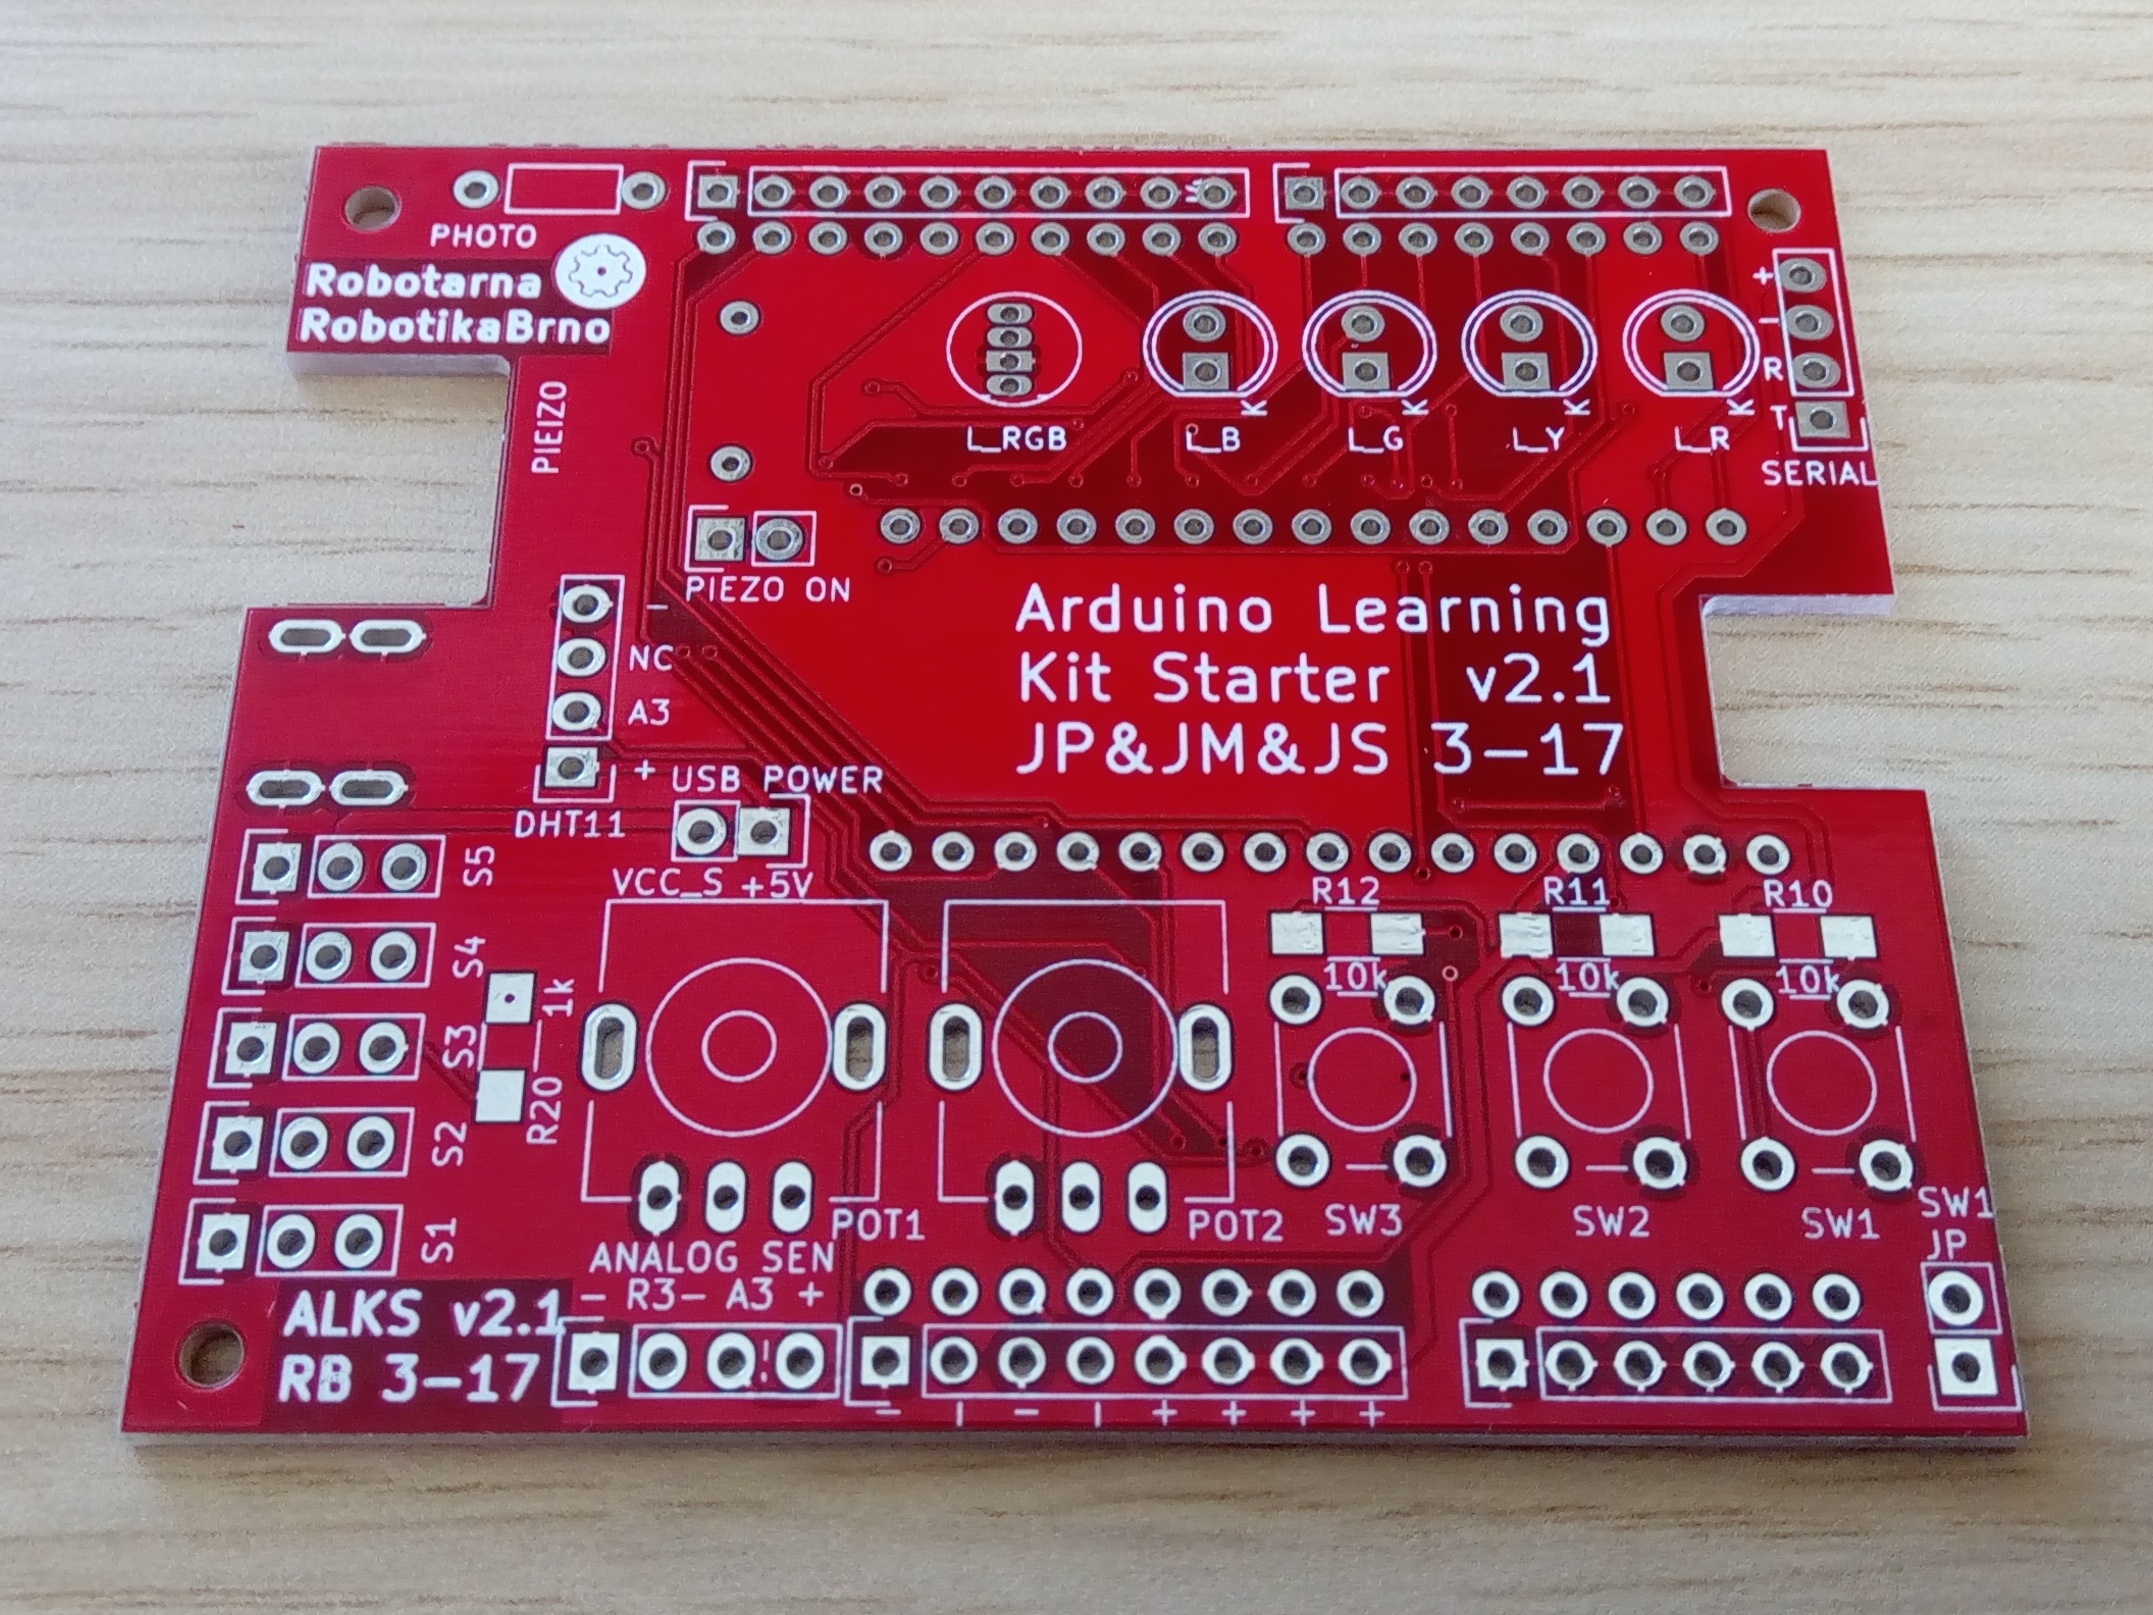 PHOTO
Robotarna
RobotikaBrno
PIEIZO
L_RGB
L_B
K
L_G
K
L_Y
K
L_R
K
+
-
R
T
SERIAL
PIEZO ON
Arduino Learning
Kit Starter v2.1
JP&JM&JS 3-17
-
NC
A3
+
DHT11
USB POWER
VCC_S +5V
S5
S4
S3
S2
S1
1k
R20
R12
10k
R11
10k
R10
10k
POT1
POT2
SW3
SW2
SW1
SW1
JP
ANALOG SEN
- R3- A3 +
ALKS v2.1
RB 3-17
- | - | + + + +